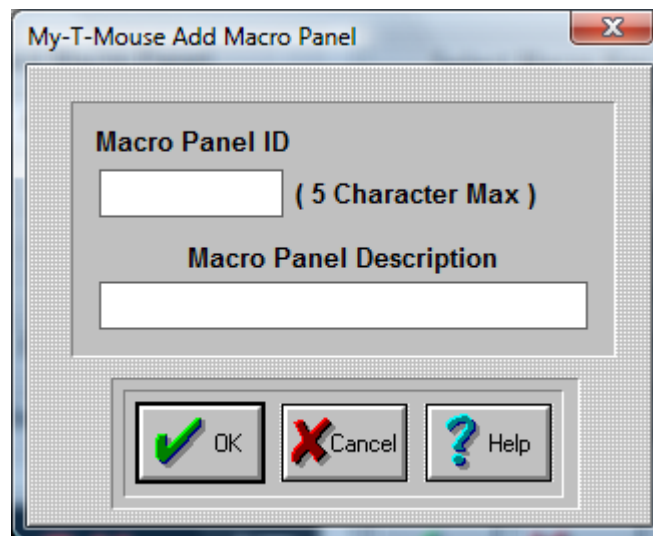 My-T-Mouse Add Macro Panel
Macro Panel ID
( 5 Character Max )
Macro Panel Description
OK Cancel Help